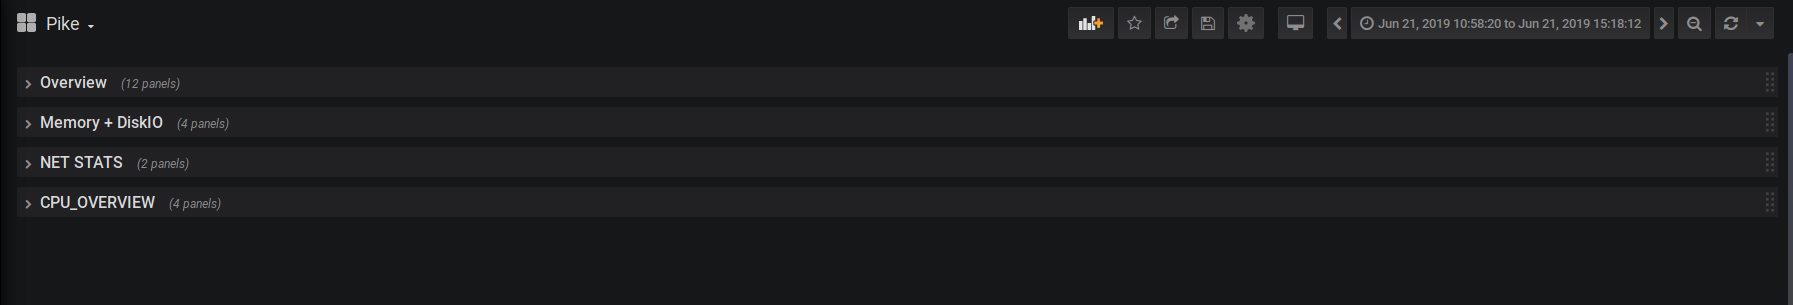 Pike
Jun 21, 2019 10:58:20 to Jun 21, 2019 15:18:12
Overview (12 panels)
Memory + DiskIO (4 panels)
NET STATS (2 panels)
CPU_OVERVIEW (4 panels)